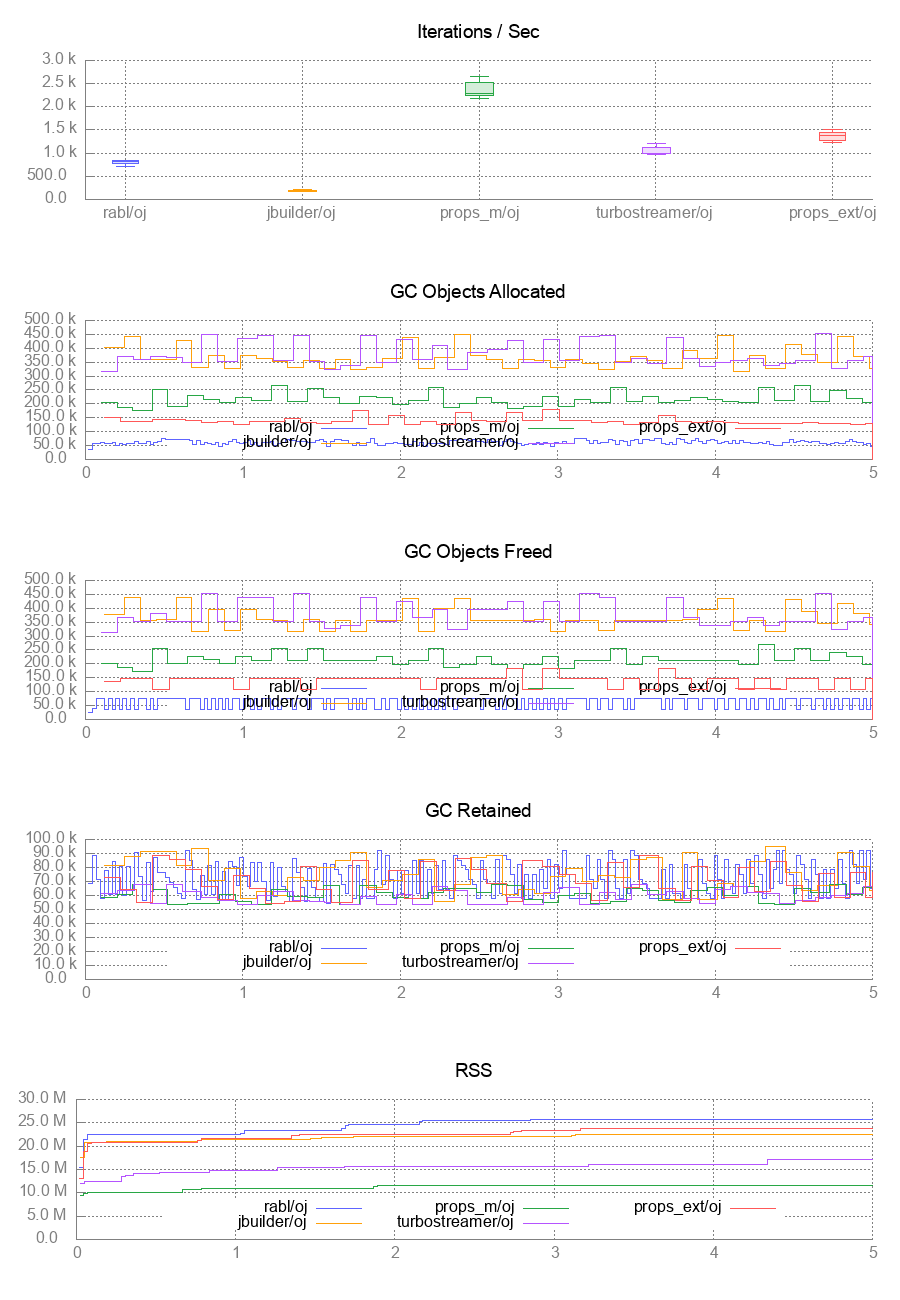 Iterations / Sec
3.0 k
2.5 k
2.0 k
1.5 k
1.0 k
500.0
0.0
rabl/oj jbuilder/oj props_m/oj turbostreamer/oj props_ext/oj
GC Objects Allocated
500.0 k
450.0 k
400.0 k
350.0 k
300.0 k
250.0 k
200.0 k
150.0 k
100.0 k
50.0 k
0.0
rabl/oj props_m/oj props_ext/oj
jbuilder/oj turbostreamer/oj
0 1 2 3 4 5
GC Objects Freed
500.0 k
450.0 k
400.0 k
350.0 k
300.0 k
250.0 k
200.0 k
150.0 k
100.0 k
50.0 k
0.0
rabl/oj props_m/oj props_ext/oj
jbuilder/oj turbostreamer/oj
0 1 2 3 4 5
GC Retained
100.0 k
90.0 k
80.0 k
70.0 k
60.0 k
50.0 k
40.0 k
30.0 k
20.0 k
10.0 k
0.0
rabl/oj props_m/oj props_ext/oj
jbuilder/oj turbostreamer/oj
0 1 2 3 4 5
RSS
30.0 M
25.0 M
20.0 M
15.0 M
10.0 M
5.0 M
0.0
rabl/oj props_m/oj props_ext/oj
jbuilder/oj turbostreamer/oj
0 1 2 3 4 5